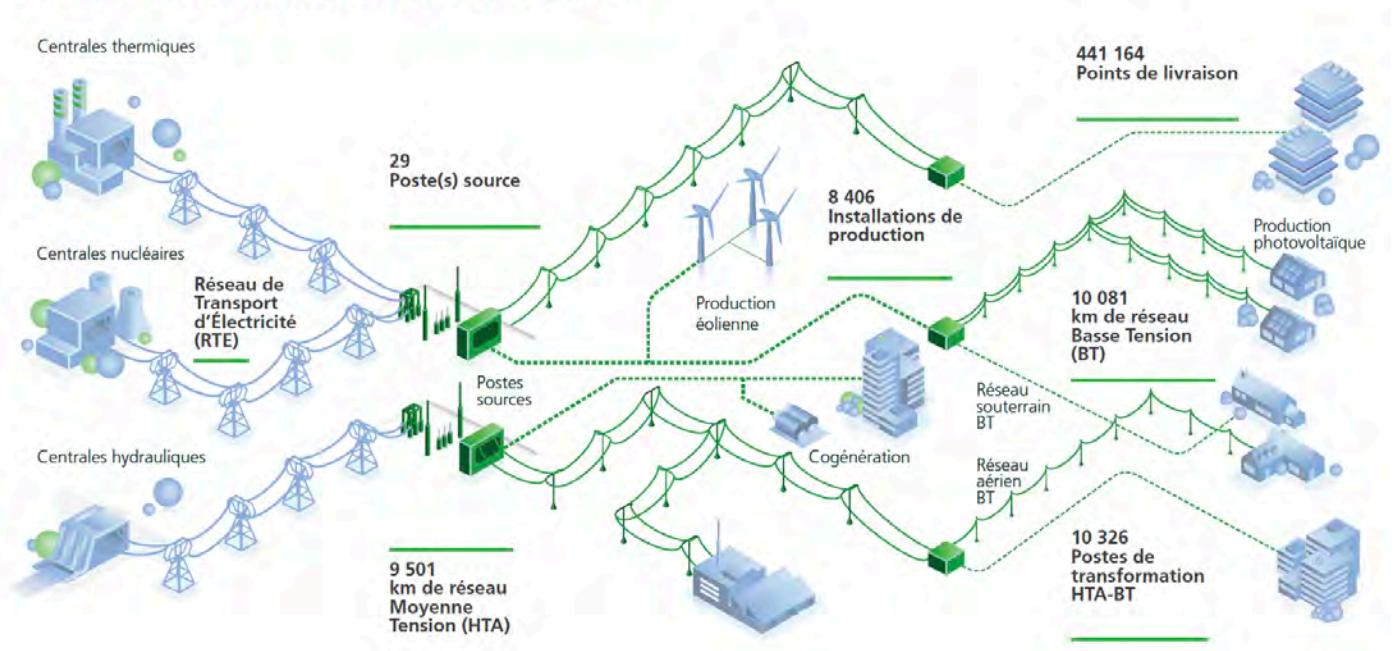 Centrales thermiques
441 164
Points de livraison
29
Poste(s) source
8 406
Installations de
production
Production
photovoltaïque
Centrales nucléaires
Réseau de
Transport
d'Électricité
(RTE)
Production
éolienne
10 081
km de réseau
Basse Tension
(BT)
Postes
sources
Réseau
souterrain
BT
Centrales hydrauliques
Cogénération
Réseau
aérien
BT
9 501
km de réseau
Moyenne
Tension (HTA)
10 326
Postes de
transformation
HTA-BT